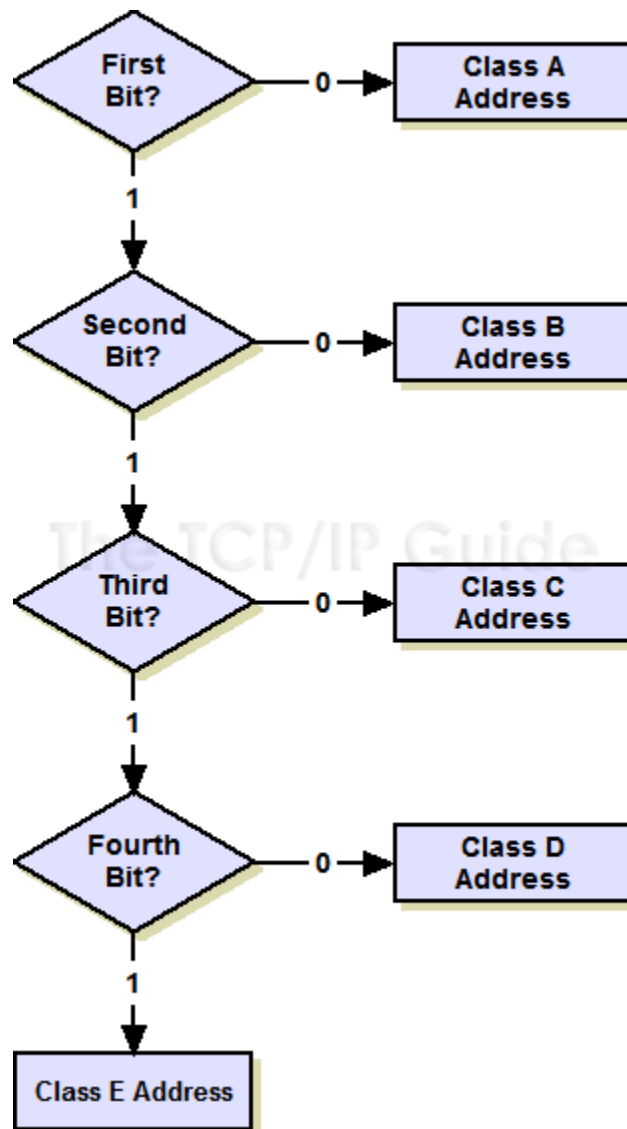 First
Bit?
0
Class A
Address
1
Second
Bit?
0
Class B
Address
1
The TCP/IP Guide
Third
Bit?
0
Class C
Address
1
Fourth
Bit?
0
Class D
Address
1
Class E Address